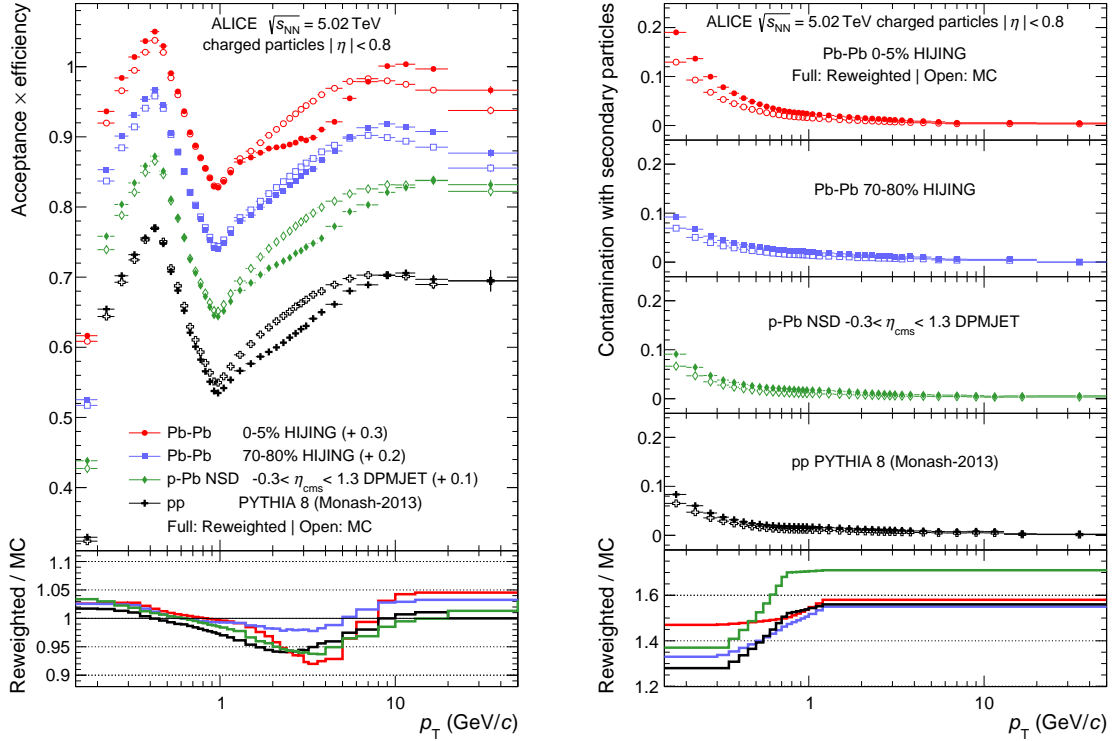 ALICE √sNN = 5.02 TeV
charged particles | η | < 0.8
Acceptance × efficiency
1
0.9
0.8
0.7
0.6
0.5
0.4
Pb-Pb 0-5% HIJING (+ 0.3)
Pb-Pb 70-80% HIJING (+ 0.2)
p-Pb NSD -0.3< ηcms < 1.3 DPMJET (+ 0.1)
pp PYTHIA 8 (Monash-2013)
Full: Reweighted | Open: MC
Reweighted / MC
1.1
1.05
1
0.95
0.9
1 10
pT (GeV/c)
ALICE √sNN = 5.02 TeV charged particles | η | < 0.8
Pb-Pb 0-5% HIJING
Full: Reweighted | Open: MC
Contamination with secondary particles
0.2
0.1
0
Pb-Pb 70-80% HIJING
0.2
0.1
0
p-Pb NSD -0.3< ηcms < 1.3 DPMJET
0.2
0.1
0
pp PYTHIA 8 (Monash-2013)
0.2
0.1
0
Reweighted / MC
1.6
1.4
1.2
1 10
pT (GeV/c)